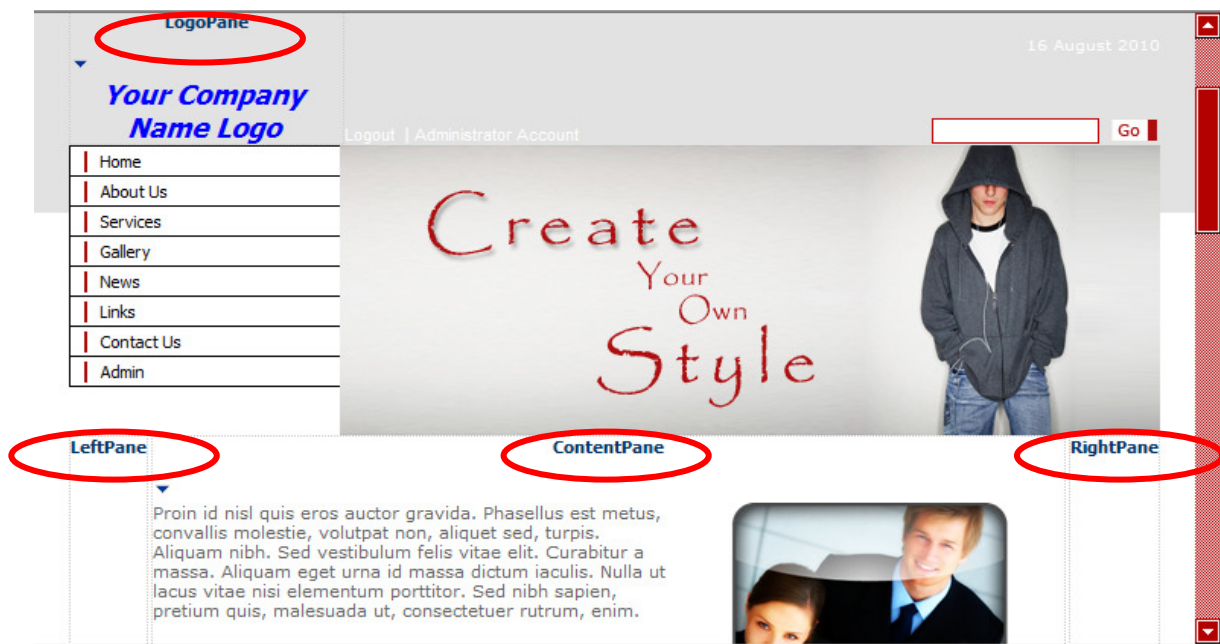 LogoPane
16 August 2010
Your Company
Name Logo
Logout | Administrator Account
Go
Home
About Us
Services
Gallery
News
Links
Contact Us
Admin
Create
Your
Own
Style
LeftPane
ContentPane
RightPane
Proin id nisl quis eros auctor gravida. Phasellus est metus,
convallis molestie, volutpat non, aliquet sed, turpis.
Aliquam nibh. Sed vestibulum felis vitae elit. Curabitur a
massa. Aliquam eget urna id massa dictum iaculis. Nulla ut
lacus vitae nisi elementum porttitor. Sed nibh sapien,
pretium quis, malesuada ut, consectetuer rutrum, enim.